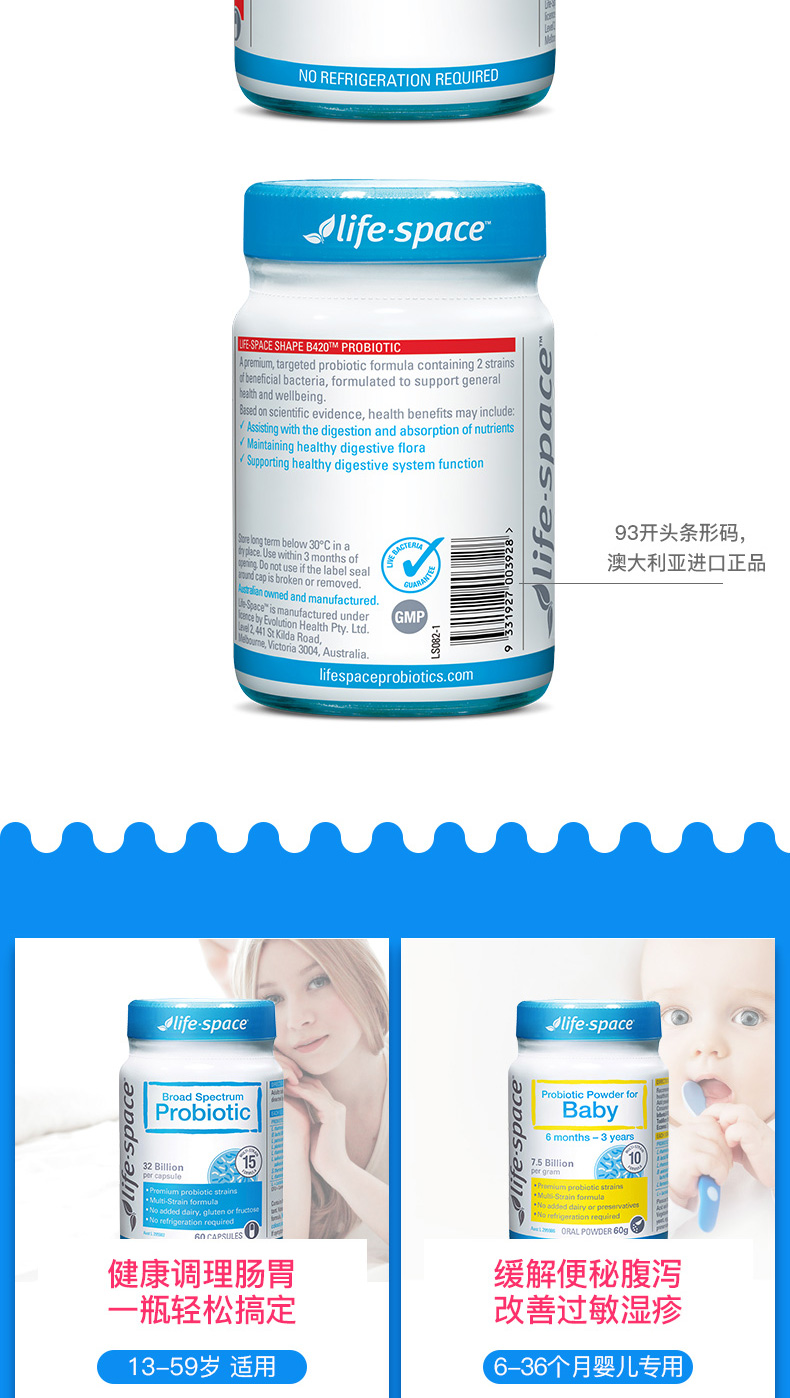 NO REFRIGERATION REQUIRED
life·space™
LIFE-SPACE SHAPE B420™ PROBIOTIC
A premium, targeted probiotic formula containing 2 strains
of beneficial bacteria, formulated to support general
health and wellbeing.
Based on scientific evidence, health benefits may include:
✓ Assisting with the digestion and absorption of nutrients
✓ Maintaining healthy digestive flora
✓ Supporting healthy digestive system function
life·space™
93开头条形码，
澳大利亚进口正品
Store long term below 30°C in a
dry place. Use within 3 months of
opening. Do not use if the label seal
around cap is broken or removed.
Australian owned and manufactured.
Life-Space™ is manufactured under
licence by Evolution Health Pty. Ltd.
Level 2, 441 St Kilda Road,
Melbourne, Victoria 3004, Australia.
LIVE BACTERIA
GUARANTEE
GMP
LS082-1
9 331927 003928 >
lifespaceprobiotics.com
life·space
Broad Spectrum
Probiotic
life·space
32 Billion
per capsule
MULTI-STRAIN
15
FORMULA
• Premium probiotic strains
• Multi-Strain formula
• No added dairy, gluten or fructose
• No refrigeration required
60 CAPSULES
健康调理肠胃
一瓶轻松搞定
13-59岁 适用
life·space
Probiotic Powder for
Baby
6 months – 3 years
life·space
7.5 Billion
per gram
MULTI-STRAIN
10
FORMULA
• Premium probiotic strains
• Multi-Strain formula
• No added dairy or preservatives
• No refrigeration required
ORAL POWDER 60g
缓解便秘腹泻
改善过敏湿疹
6-36个月婴儿专用